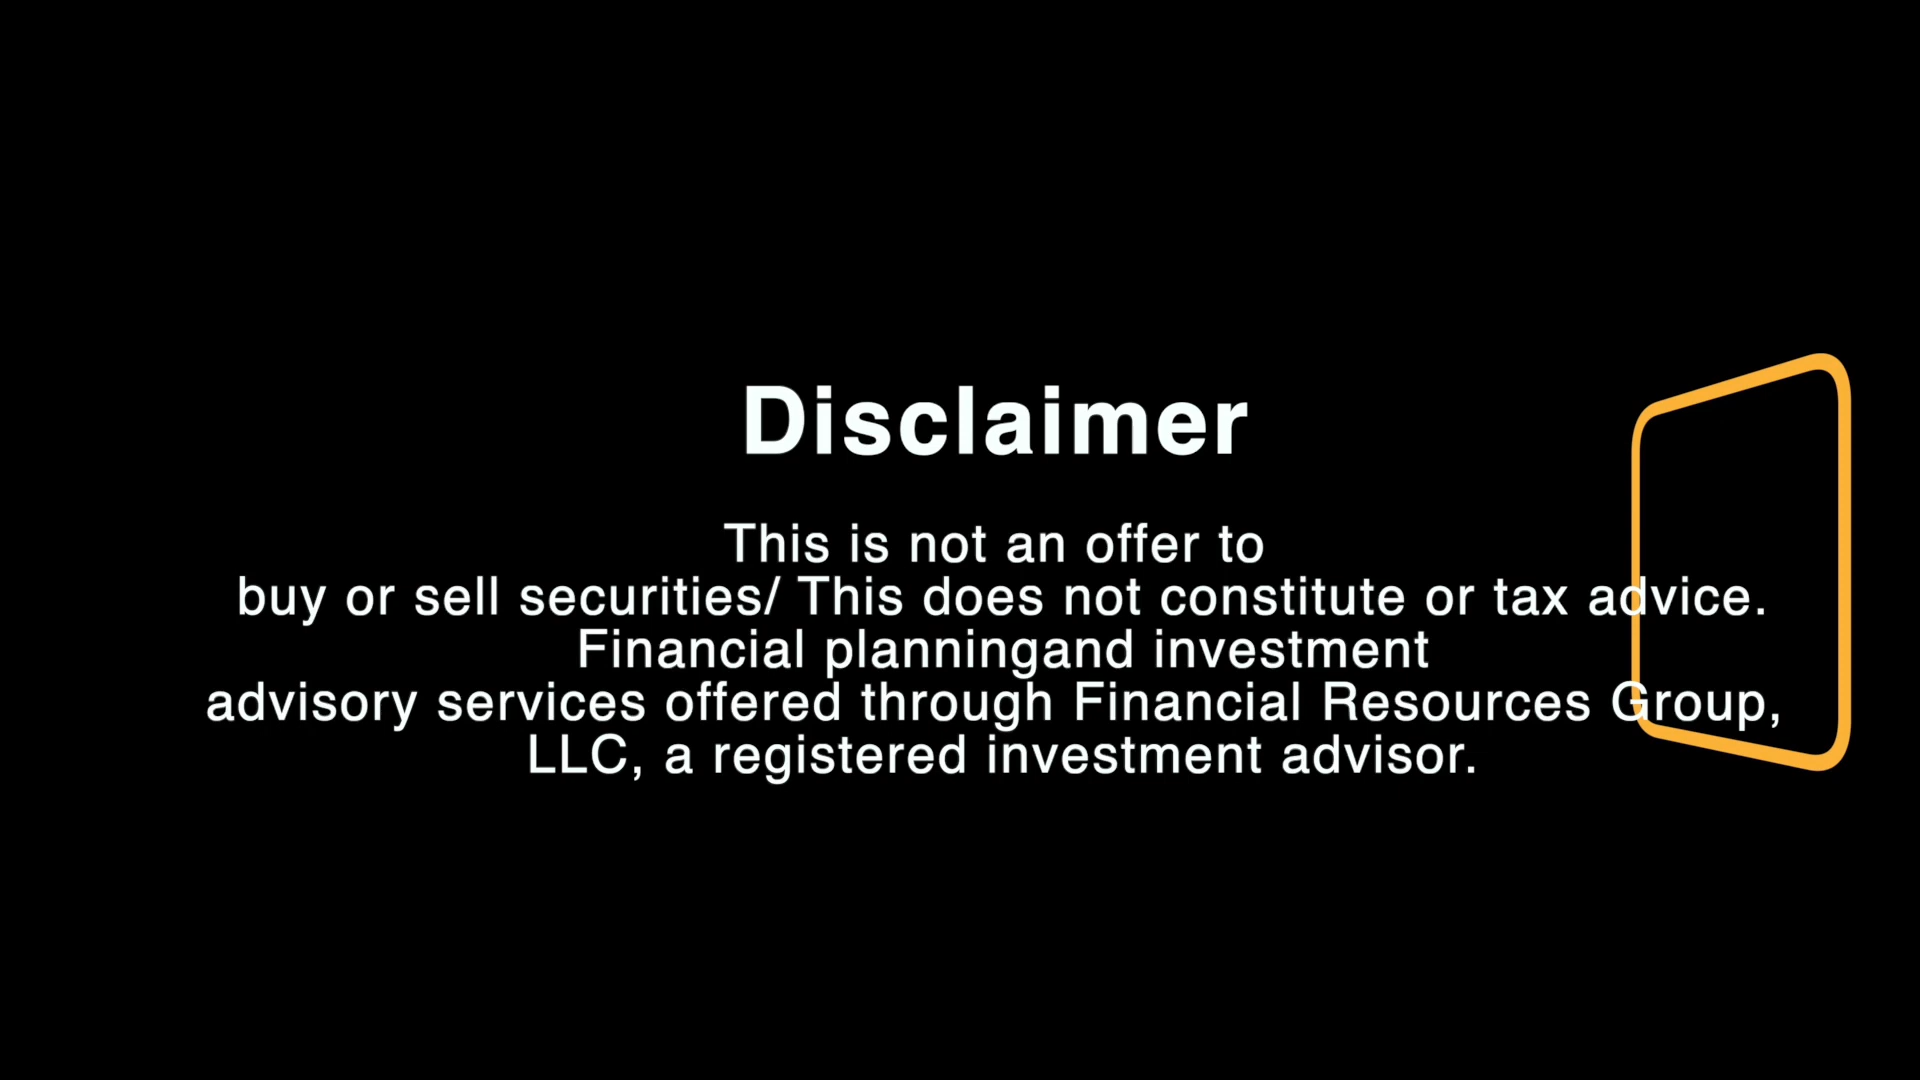 Disclaimer
This is not an offer to
buy or sell securities/ This does not constitute or tax advice.
Financial planningand investment
advisory services offered through Financial Resources Group,
LLC, a registered investment advisor.